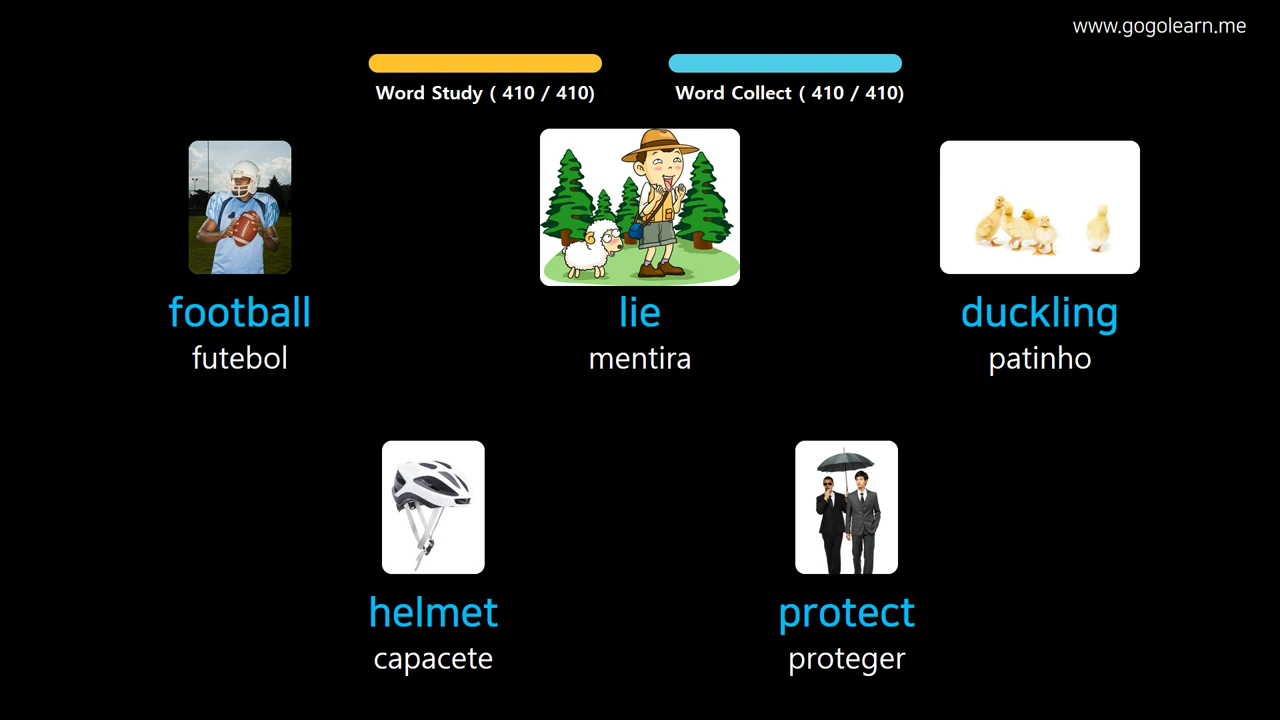 www.gogolearn.me
Word Study ( 410 / 410)
Word Collect ( 410 / 410)
football
futebol
lie
mentira
duckling
patinho
helmet
capacete
protect
proteger